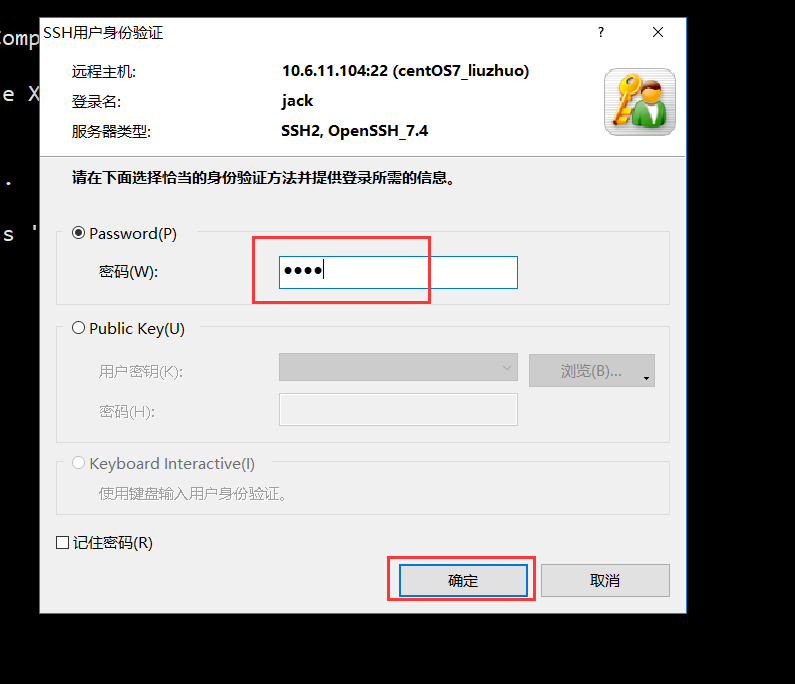 SSH用户身份验证
?
Comp
远程主机: 10.6.11.104:22 (centOS7_liuzhuo)
e X
登录名: jack
服务器类型: SSH2, OpenSSH_7.4
.
请在下面选择恰当的身份验证方法并提供登录所需的信息。
s '
Password(P)
密码(W): ●●●●
Public Key(U)
用户密钥(K): 浏览(B)...
密码(H):
Keyboard Interactive(I)
使用键盘输入用户身份验证。
记住密码(R)
确定 取消